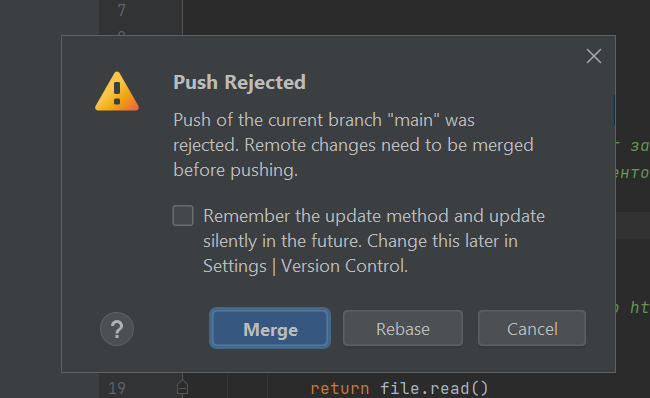 7
Push Rejected
Push of the current branch "main" was
rejected. Remote changes need to be merged
before pushing.
Remember the update method and update
silently in the future. Change this later in
Settings | Version Control.
? Merge Rebase Cancel
19 return file.read()